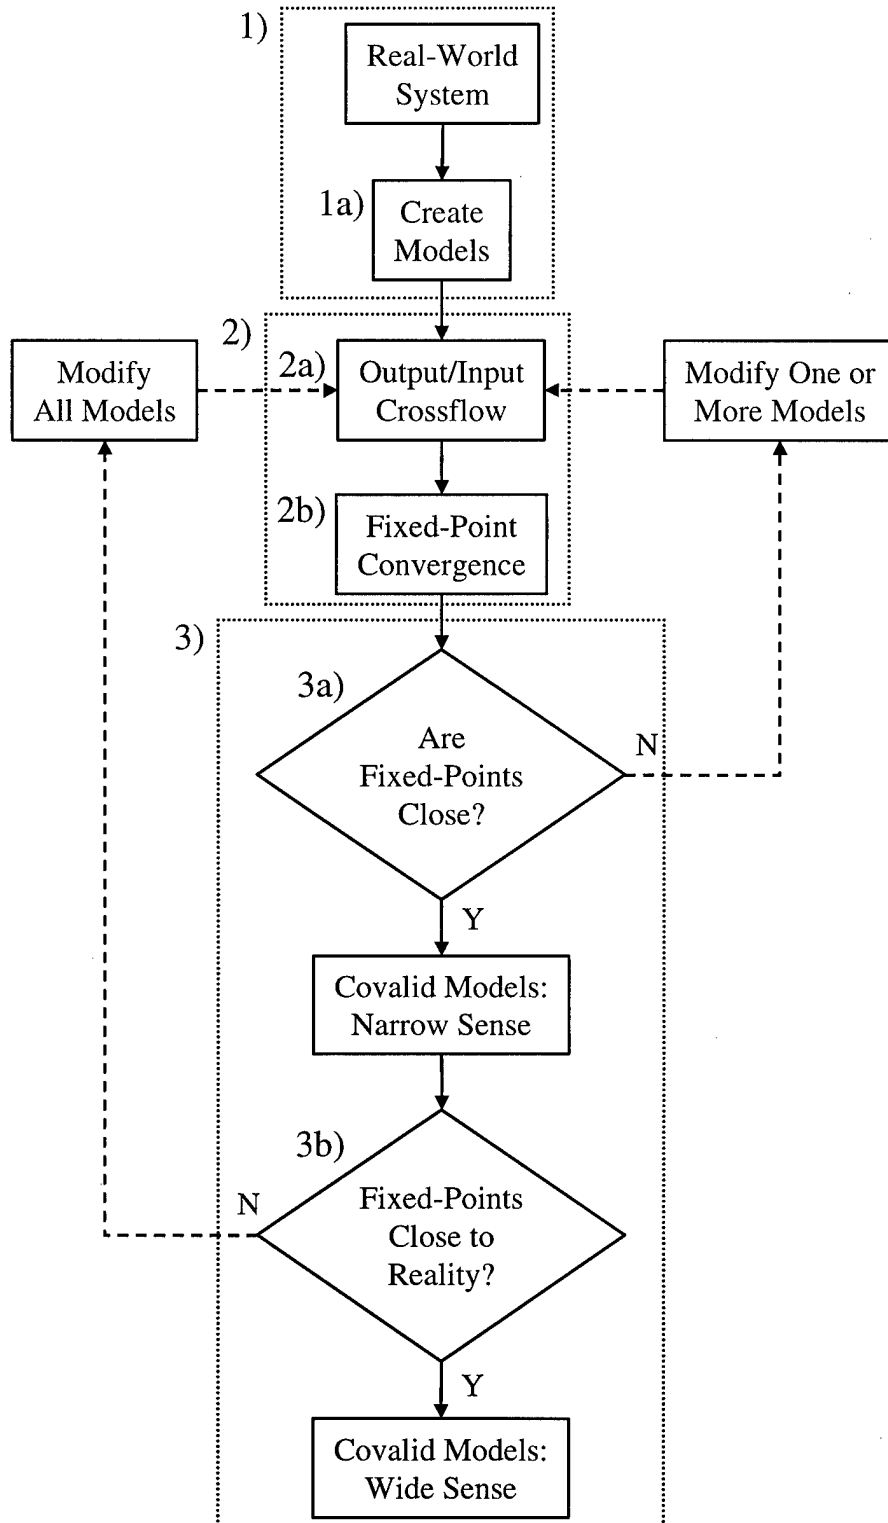 1)
Real-World
System
1a)
Create
Models
2)
Modify
All Models
2a)
Output/Input
Crossflow
Modify One or
More Models
2b)
Fixed-Point
Convergence
3)
3a)
Are
Fixed-Points
Close?
N
Y
Covalid Models:
Narrow Sense
3b)
N
Fixed-Points
Close to
Reality?
Y
Covalid Models:
Wide Sense